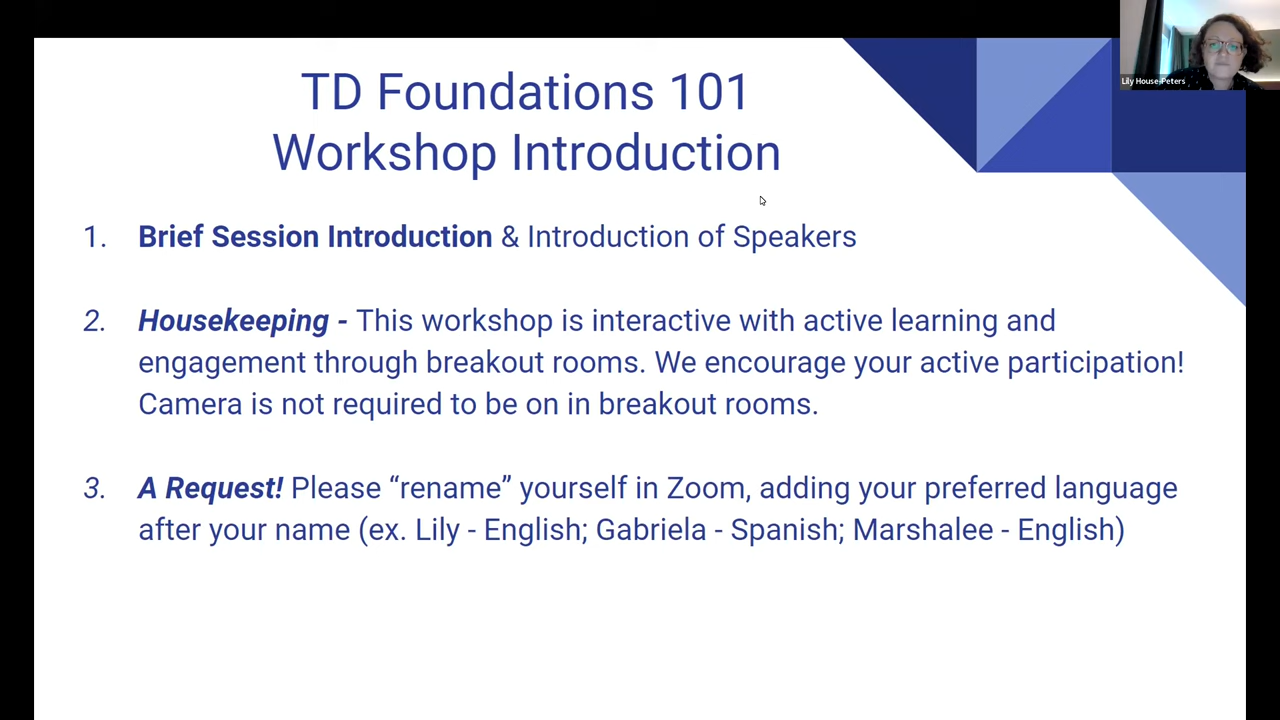 TD Foundations 101
Workshop Introduction
Lily House-Peters
1. Brief Session Introduction & Introduction of Speakers
2. Housekeeping - This workshop is interactive with active learning and
engagement through breakout rooms. We encourage your active participation!
Camera is not required to be on in breakout rooms.
3. A Request! Please “rename” yourself in Zoom, adding your preferred language
after your name (ex. Lily - English; Gabriela - Spanish; Marshalee - English)